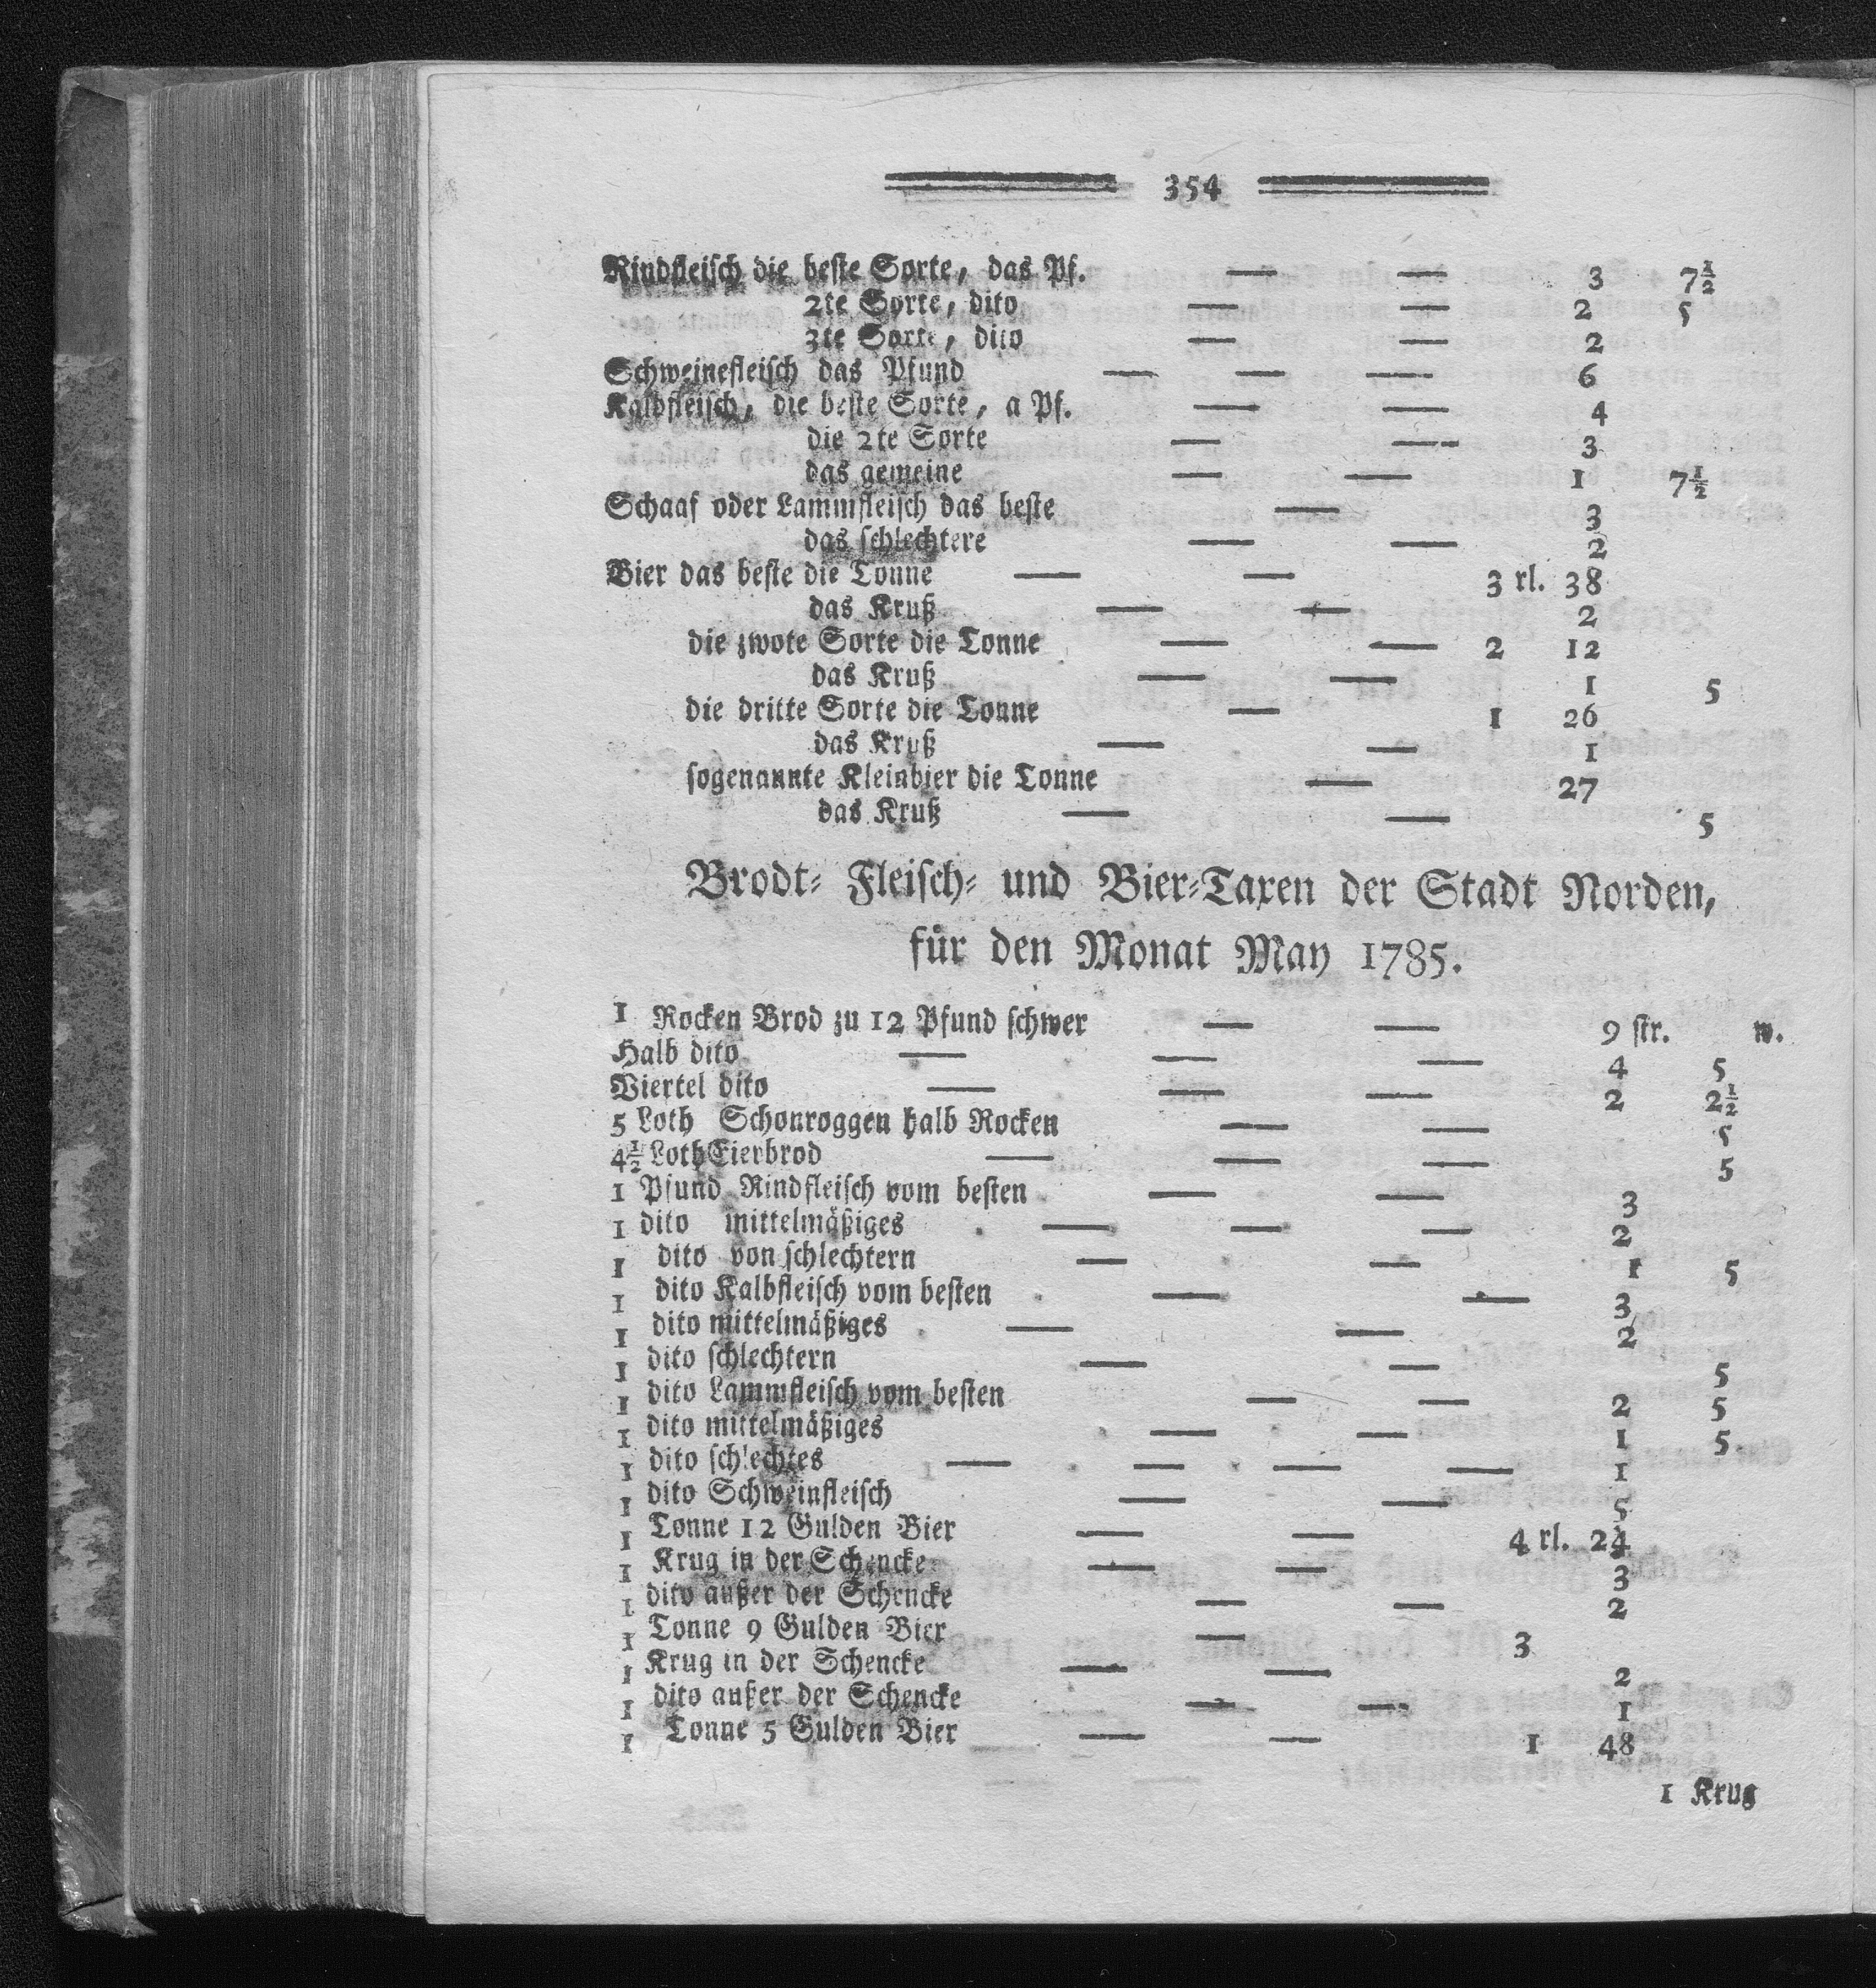 354
Rindfleisch die beste Sorte, das Pf. — — 3 7½
2te Sorte, dito — — 2 5
3te Sorte, dito — — 2
Schweinefleisch das Pfund — — — 6
Kalbfleisch, die beste Sorte, a Pf. — — 4
die 2te Sorte — — 3
das gemeine — — 1 7½
Schaaf oder Lammfleisch das beste — 3
das schlechtere — — 2
Bier das beste die Tonne — — 3 rl. 38
das Kruß — — 2
die zwote Sorte die Tonne — — 2 12
das Kruß — — 1 5
die dritte Sorte die Tonne — 1 26
das Kruß — — 1
sogenannte Kleinbier die Tonne — 27
das Kruß — — 5
Brodt- Fleisch- und Bier-Taxen der Stadt Norden,
für den Monat May 1785.
1 Rocken Brod zu 12 Pfund schwer — — 9 str. w.
Halb dito — — — 4 5
Viertel dito — — — 2 2½
5 Loth Schonroggen halb Rocken — — 5
4½ Loth Eierbrod — — — 5
1 Pfund Rindfleisch vom besten — — 3
1 dito mittelmäßiges — — — 2
1 dito von schlechtern — — 1 5
1 dito Kalbfleisch vom besten — — 3
1 dito mittelmäßiges — — 2
1 dito schlechtern — — 5
1 dito Lammfleisch vom besten — — 2 5
1 dito mittelmäßiges — — 1 5
1 dito schlechtes — — — — 1
1 dito Schweinfleisch — — 5
1 Tonne 12 Gulden Bier — — 4 rl. 24
1 Krug in der Schencke — — 3
1 dito außer der Schencke — — 2
1 Tonne 9 Gulden Bier — 3
1 Krug in der Schencke — — 2
1 dito außer der Schencke — — 1
1 Tonne 5 Gulden Bier — — 1 48
1 Krug